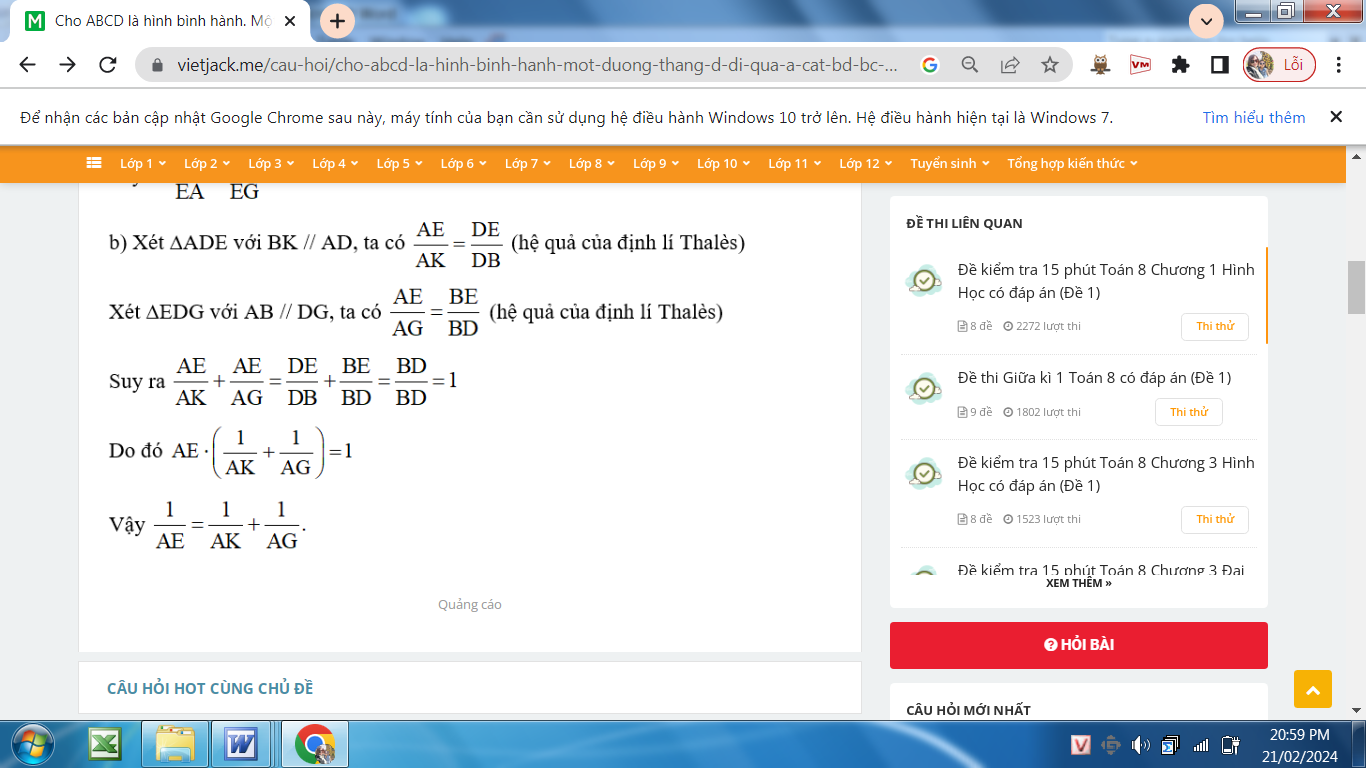 Cho ABCD là hình bình hành. Mộ
vietjack.me/cau-hoi/cho-abcd-la-hinh-binh-hanh-mot-duong-thang-d-di-qua-a-cat-bd-bc-...
Lỗi
Để nhận các bản cập nhật Google Chrome sau này, máy tính của bạn cần sử dụng hệ điều hành Windows 10 trở lên. Hệ điều hành hiện tại là Windows 7.
Tìm hiểu thêm
Lớp 1 Lớp 2 Lớp 3 Lớp 4 Lớp 5 Lớp 6 Lớp 7 Lớp 8 Lớp 9 Lớp 10 Lớp 11 Lớp 12 Tuyển sinh Tổng hợp kiến thức
EA EG
b) Xét ΔADE với BK // AD, ta có AE/AK = DE/DB (hệ quả của định lí Thalès)
Xét ΔEDG với AB // DG, ta có AE/AG = BE/BD (hệ quả của định lí Thalès)
Suy ra AE/AK + AE/AG = DE/DB + BE/BD = BD/BD = 1
Do đó AE · (1/AK + 1/AG) = 1
Vậy 1/AE = 1/AK + 1/AG.
Quảng cáo
CÂU HỎI HOT CÙNG CHỦ ĐỀ
ĐỀ THI LIÊN QUAN
Đề kiểm tra 15 phút Toán 8 Chương 1 Hình
Học có đáp án (Đề 1)
8 đề 2272 lượt thi
Thi thử
Đề thi Giữa kì 1 Toán 8 có đáp án (Đề 1)
9 đề 1802 lượt thi
Thi thử
Đề kiểm tra 15 phút Toán 8 Chương 3 Hình
Học có đáp án (Đề 1)
8 đề 1523 lượt thi
Thi thử
Đề kiểm tra 15 phút Toán 8 Chương 3 Đại
XEM THÊM »
HỎI BÀI
CÂU HỎI MỚI NHẤT
20:59 PM
21/02/2024